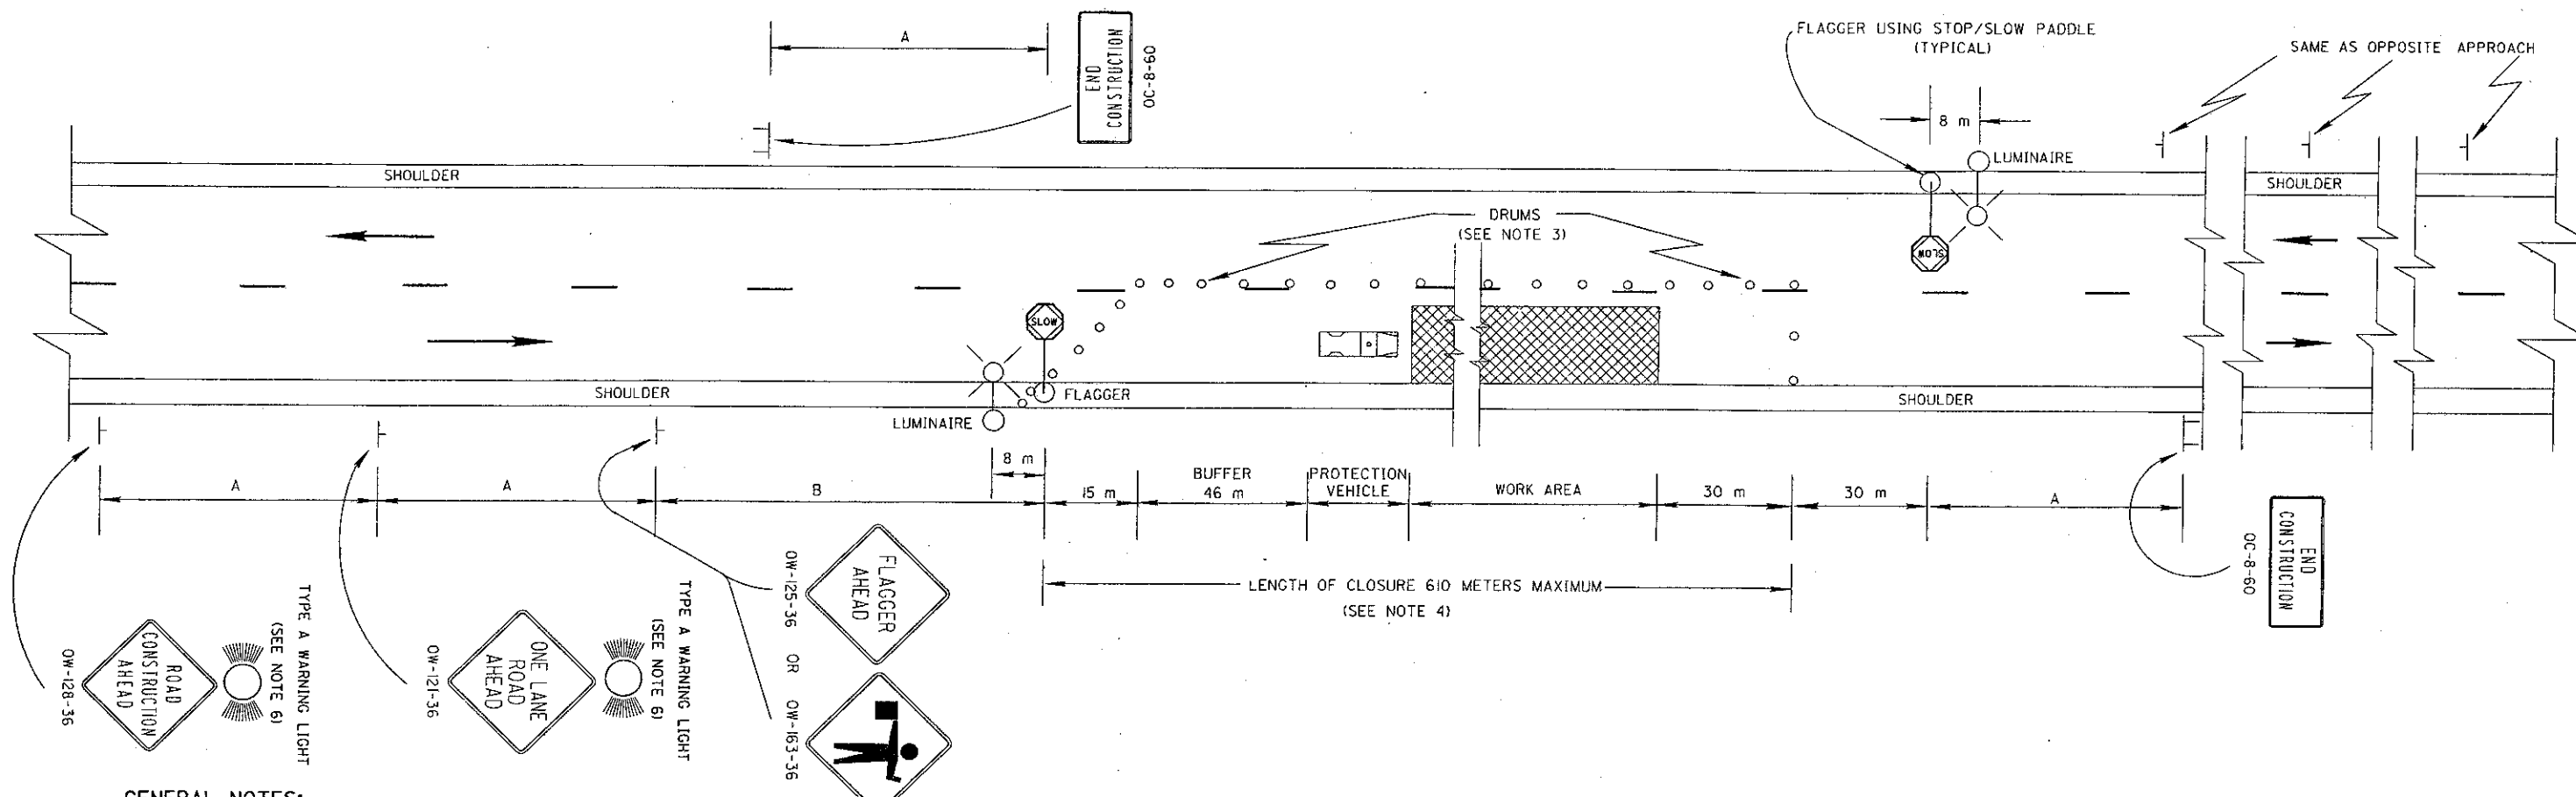 A
END
CONSTRUCTION
OC-8-60
FLAGGER USING STOP/SLOW PADDLE
(TYPICAL)
SAME AS OPPOSITE APPROACH
8 m
LUMINAIRE
SHOULDER
SHOULDER
DRUMS
(SEE NOTE 3)
SLOW
SLOW
SHOULDER
FLAGGER
SHOULDER
LUMINAIRE
8 m
A
A
B
15 m
BUFFER
46 m
PROTECTION
VEHICLE
WORK AREA
30 m
30 m
A
END
CONSTRUCTION
OC-8-60
LENGTH OF CLOSURE 610 METERS MAXIMUM
(SEE NOTE 4)
FLAGGER
AHEAD
OW-125-36 OR OW-163-36
TYPE A WARNING LIGHT
(SEE NOTE 6)
ROAD
CONSTRUCTION
AHEAD
OW-128-36
TYPE A WARNING LIGHT
(SEE NOTE 6)
ONE LANE
ROAD
AHEAD
OW-121-36
GENERAL NOTES: